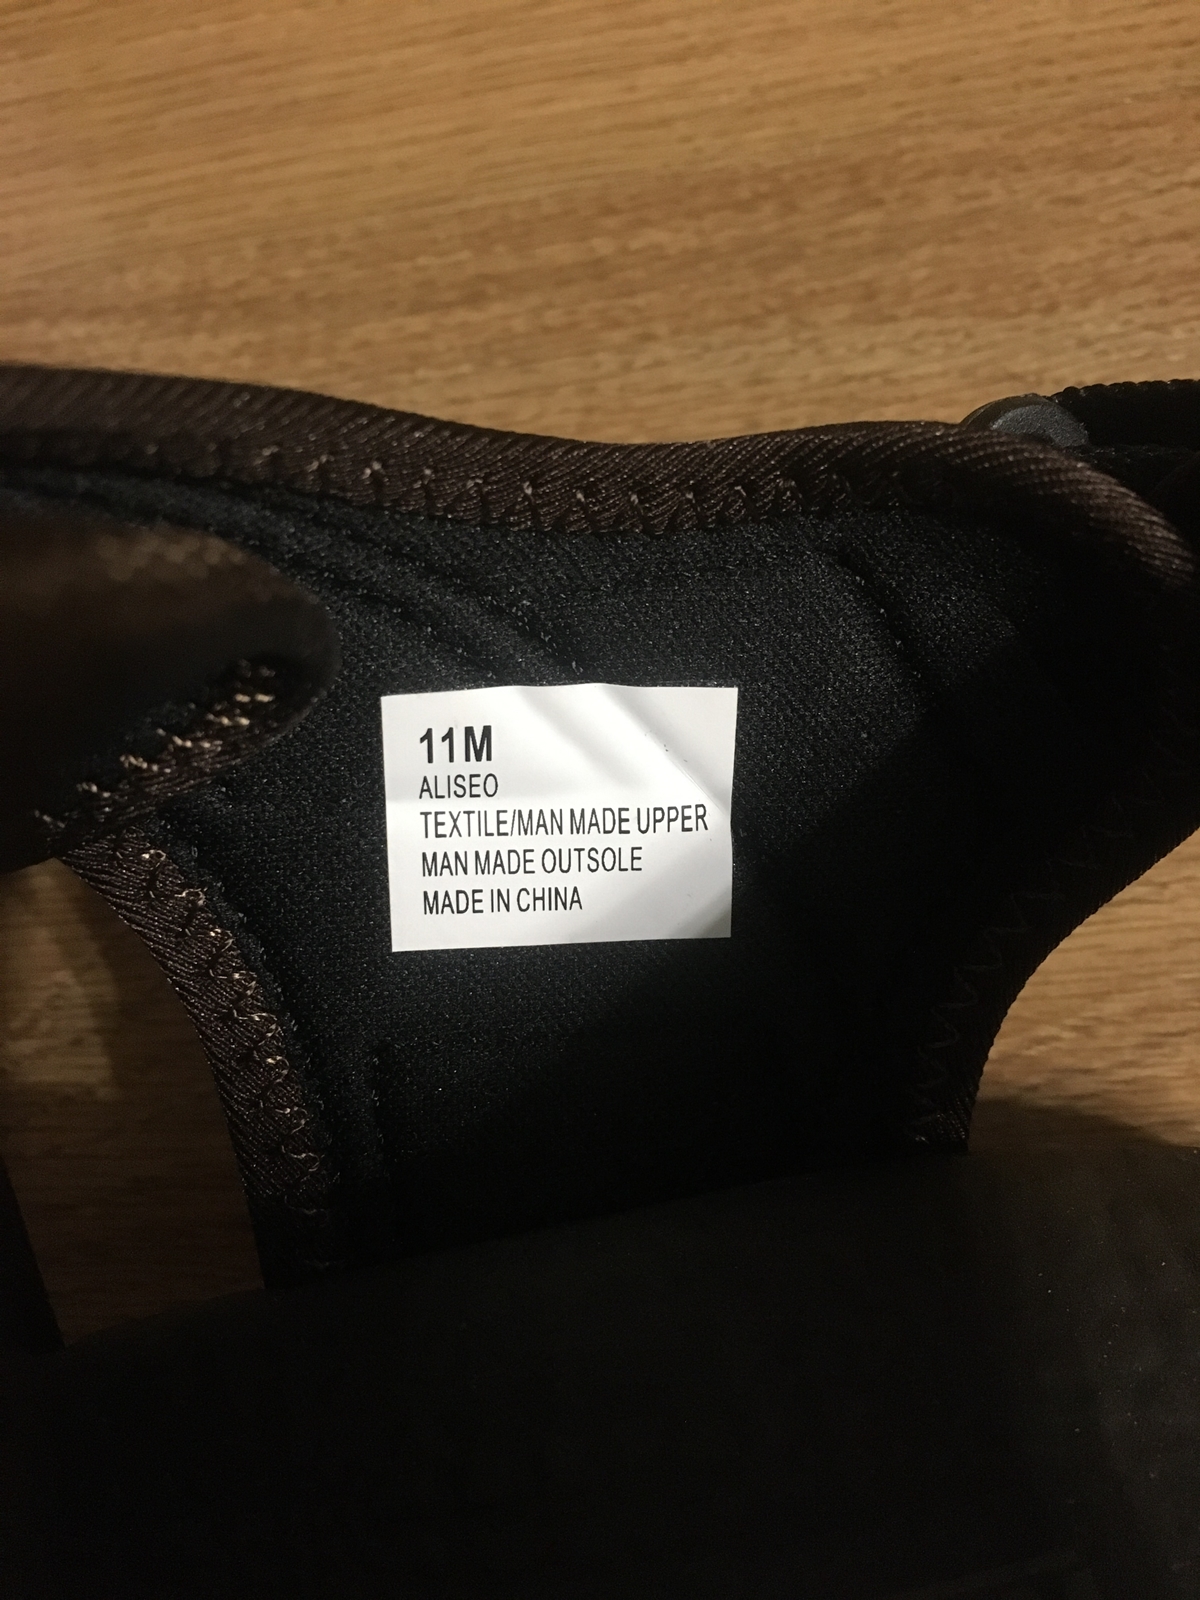 11M
ALISEO
TEXTILE/MAN MADE UPPER
MAN MADE OUTSOLE
MADE IN CHINA